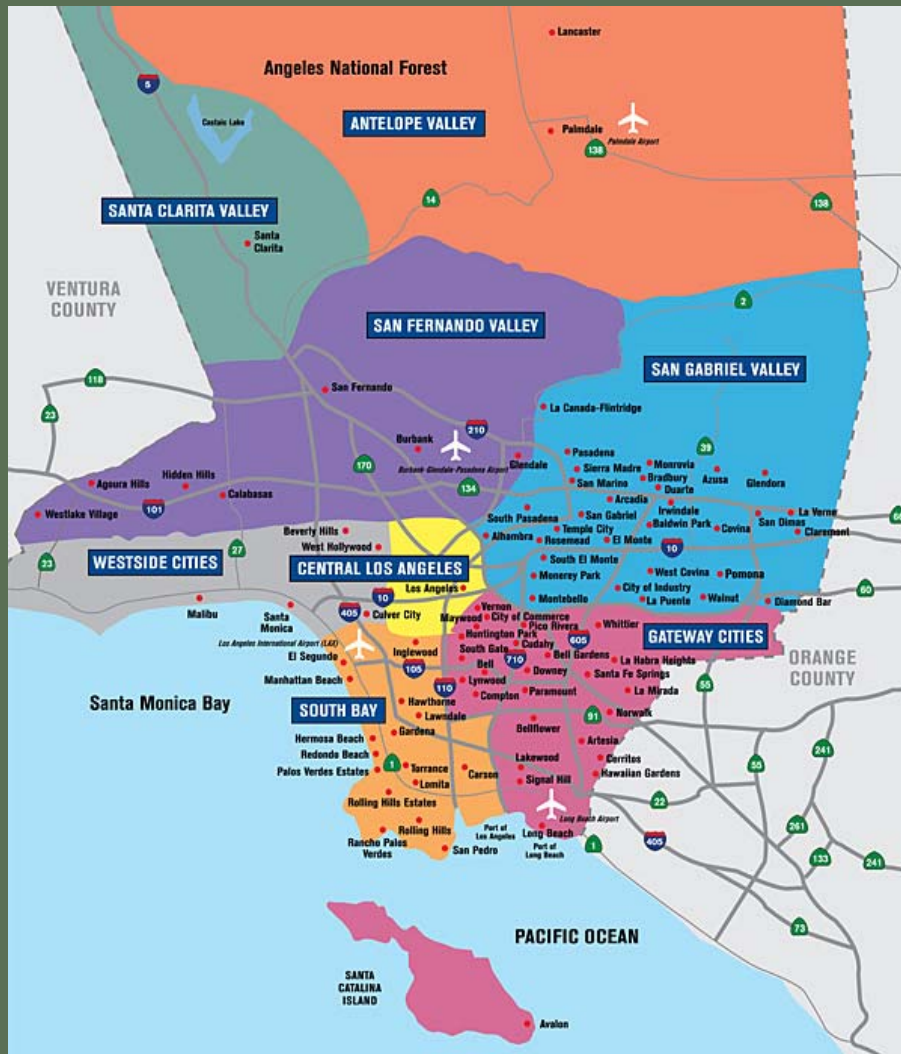 Lancaster
Angeles National Forest
5
Castaic Lake
ANTELOPE VALLEY
Palmdale
Palmdale Airport
138
14
138
SANTA CLARITA VALLEY
Santa
Clarita
VENTURA
COUNTY
2
SAN FERNANDO VALLEY
SAN GABRIEL VALLEY
118
23
San Fernando
La Canada-Flintridge
210
Burbank
Burbank-Glendale-Pasadena Airport
170
134
Glendale
39
Pasadena
Sierra Madre
Monrovia
Bradbury
San Marino
Duarte
Azusa
Glendora
Agoura Hills
Hidden Hills
Calabasas
Westlake Village
101
Arcadia
Irwindale
South Pasadena
San Gabriel
Baldwin Park
San Dimas
La Verne
66
Temple City
Covina
Claremont
Alhambra
Rosemead
El Monte
10
Beverly Hills
West Hollywood
WESTSIDE CITIES
23
27
CENTRAL LOS ANGELES
South El Monte
Monerey Park
West Covina
Pomona
City of Industry
Los Angeles
Montebello
La Puente
Walnut
Diamond Bar
60
Malibu
Santa
Monica
10
405
Culver City
Vernon
Maywood
City of Commerce
Pico Rivera
Whittier
GATEWAY CITIES
Los Angeles International Airport (LAX)
Inglewood
Huntington Park
Cudahy
605
El Segundo
105
South Gate
710
Bell Gardens
La Habra Heights
ORANGE
COUNTY
Bell
Downey
Santa Fe Springs
55
Manhattan Beach
110
Lynwood
Compton
Paramount
La Mirada
Santa Monica Bay
SOUTH BAY
Hawthorne
Lawndale
91
Norwalk
Gardena
Bellflower
Hermosa Beach
Artesia
241
Redondo Beach
1
Lakewood
Cerritos
55
Palos Verdes Estates
Torrance
Carson
Hawaiian Gardens
Lomita
Signal Hill
Rolling Hills Estates
22
Long Beach Airport
Rolling Hills
Port of
Los Angeles
Long Beach
261
Rancho Palos
Verdes
San Pedro
Port of
Long Beach
1
405
133
241
73
PACIFIC OCEAN
SANTA
CATALINA
ISLAND
Avalon